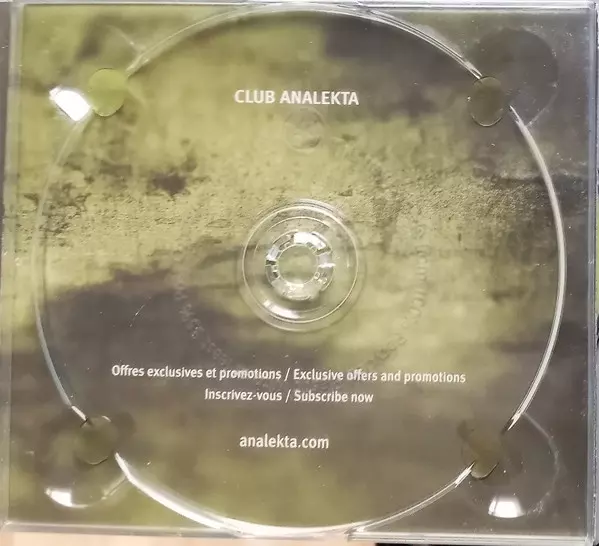 CLUB ANALEKTA
Offres exclusives et promotions / Exclusive offers and promotions
Inscrivez-vous / Subscribe now
analekta.com